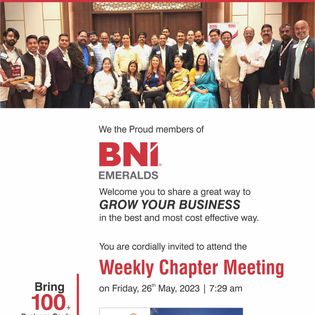 We the Proud members of
BNI
EMERALDS
Welcome you to share a great way to
GROW YOUR BUSINESS
in the best and most cost effective way.
You are cordially invited to attend the
Weekly Chapter Meeting
on Friday, 26th May, 2023 | 7:29 am
Bring
100+